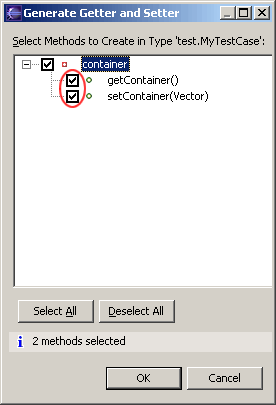 Generate Getter and Setter
Select Methods to Create in Type 'test.MyTestCase':
container
getContainer()
setContainer(Vector)
Select All
Deselect All
2 methods selected
OK
Cancel